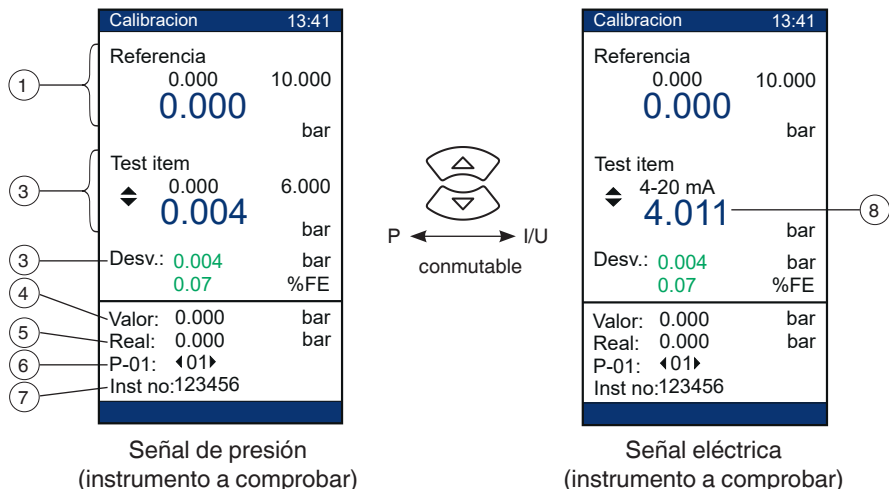 Calibracion 13:41
Referencia
0.000 10.000
0.000
bar
Test item
0.000 6.000
0.004
bar
Desv.: 0.004 bar
0.07 %FE
Valor: 0.000 bar
Real: 0.000 bar
P-01: 01
Inst no:123456
1
3
3
4
5
6
7
Señal de presión
(instrumento a comprobar)
P I/U
conmutable
Calibracion 13:41
Referencia
0.000 10.000
0.000
bar
Test item
4-20 mA
4.011
bar
Desv.: 0.004 bar
0.07 %FE
Valor: 0.000 bar
Real: 0.000 bar
P-01: 01
Inst no:123456
8
Señal eléctrica
(instrumento a comprobar)